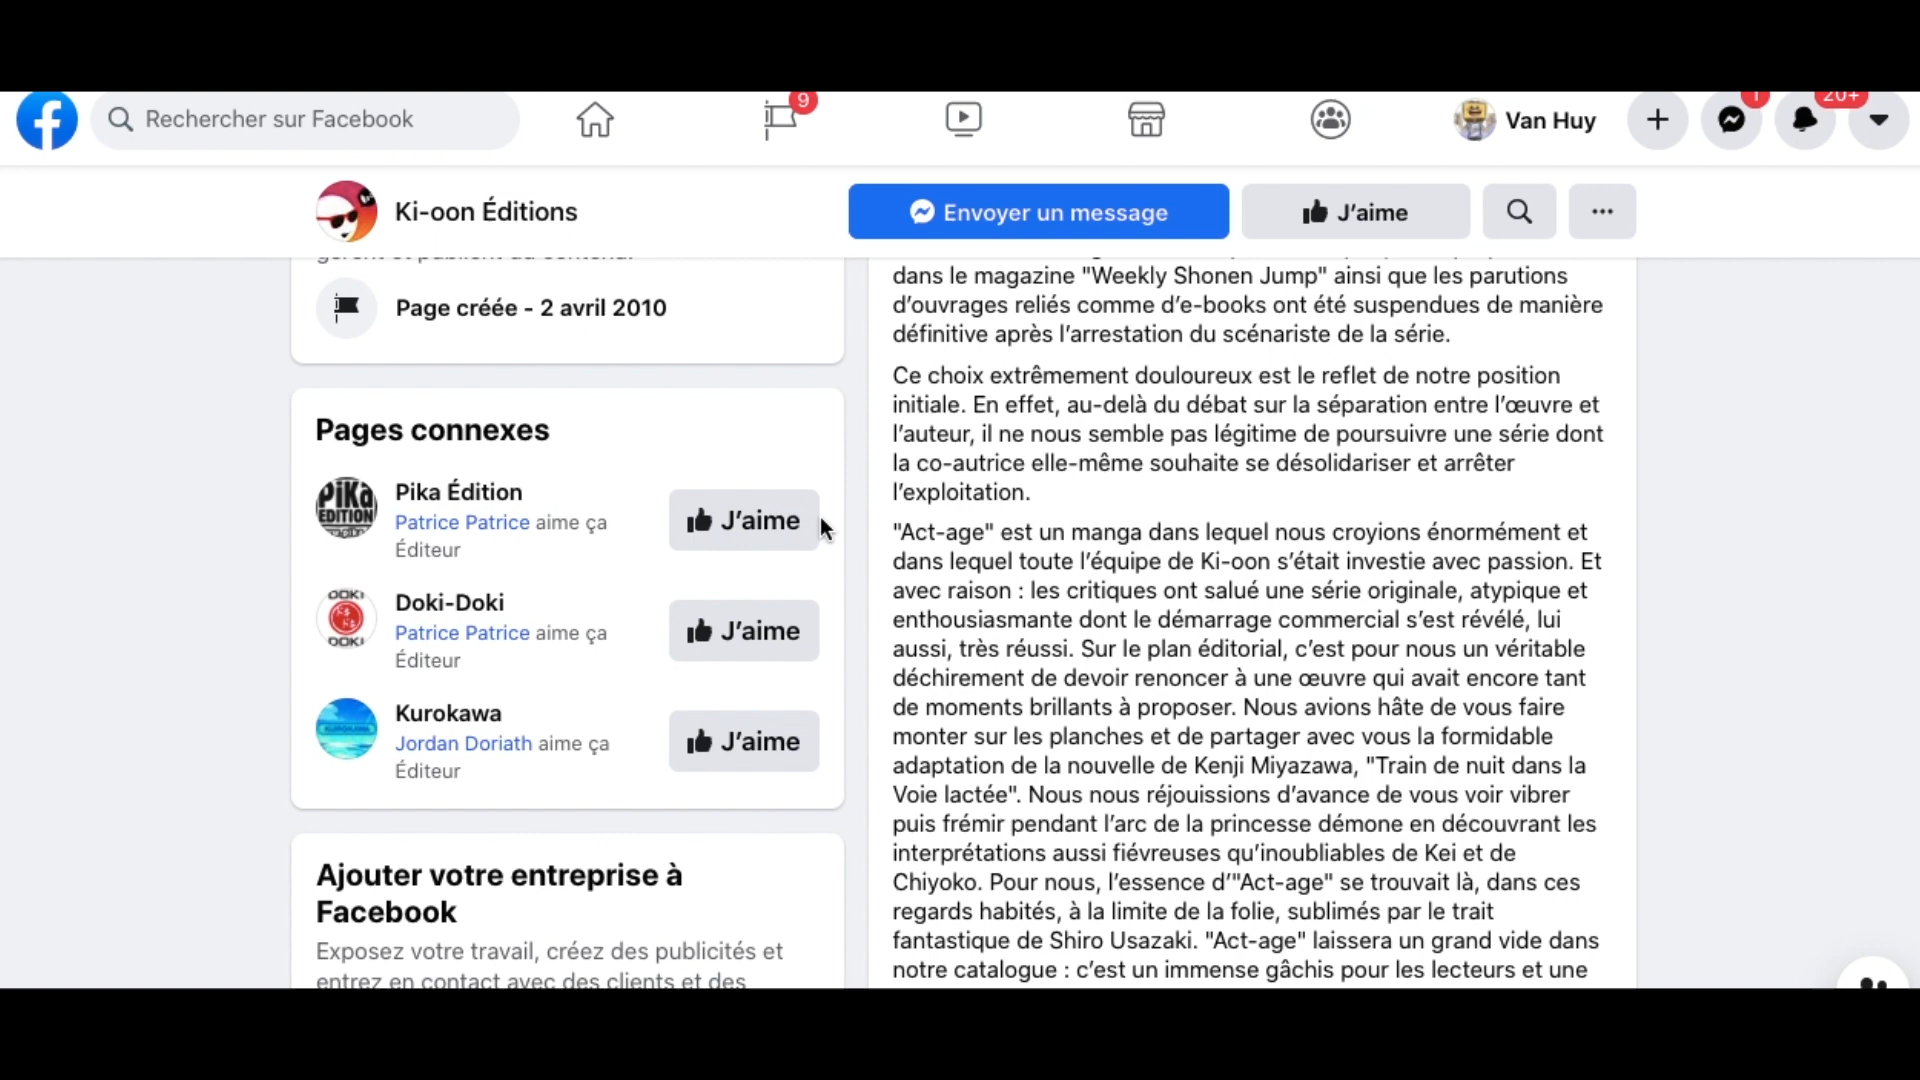 Rechercher sur Facebook
9
Van Huy
1
20+
Ki-oon Éditions
Envoyer un message
J'aime
Page créée - 2 avril 2010
Pages connexes
PiKa
EDITION
Pika Édition
Patrice Patrice aime ça
Éditeur
J'aime
DOKI
DOKI
Doki-Doki
Patrice Patrice aime ça
Éditeur
J'aime
KUROKAWA
Kurokawa
Jordan Doriath aime ça
Éditeur
J'aime
Ajouter votre entreprise à
Facebook
Exposez votre travail, créez des publicités et
entrez en contact avec des clients et des
dans le magazine "Weekly Shonen Jump" ainsi que les parutions
d'ouvrages reliés comme d'e-books ont été suspendues de manière
définitive après l'arrestation du scénariste de la série.
Ce choix extrêmement douloureux est le reflet de notre position
initiale. En effet, au-delà du débat sur la séparation entre l'œuvre et
l'auteur, il ne nous semble pas légitime de poursuivre une série dont
la co-autrice elle-même souhaite se désolidariser et arrêter
l'exploitation.
"Act-age" est un manga dans lequel nous croyions énormément et
dans lequel toute l'équipe de Ki-oon s'était investie avec passion. Et
avec raison : les critiques ont salué une série originale, atypique et
enthousiasmante dont le démarrage commercial s'est révélé, lui
aussi, très réussi. Sur le plan éditorial, c'est pour nous un véritable
déchirement de devoir renoncer à une œuvre qui avait encore tant
de moments brillants à proposer. Nous avions hâte de vous faire
monter sur les planches et de partager avec vous la formidable
adaptation de la nouvelle de Kenji Miyazawa, "Train de nuit dans la
Voie lactée". Nous nous réjouissions d'avance de vous voir vibrer
puis frémir pendant l'arc de la princesse démone en découvrant les
interprétations aussi fiévreuses qu'inoubliables de Kei et de
Chiyoko. Pour nous, l'essence d'"Act-age" se trouvait là, dans ces
regards habités, à la limite de la folie, sublimés par le trait
fantastique de Shiro Usazaki. "Act-age" laissera un grand vide dans
notre catalogue : c'est un immense gâchis pour les lecteurs et une